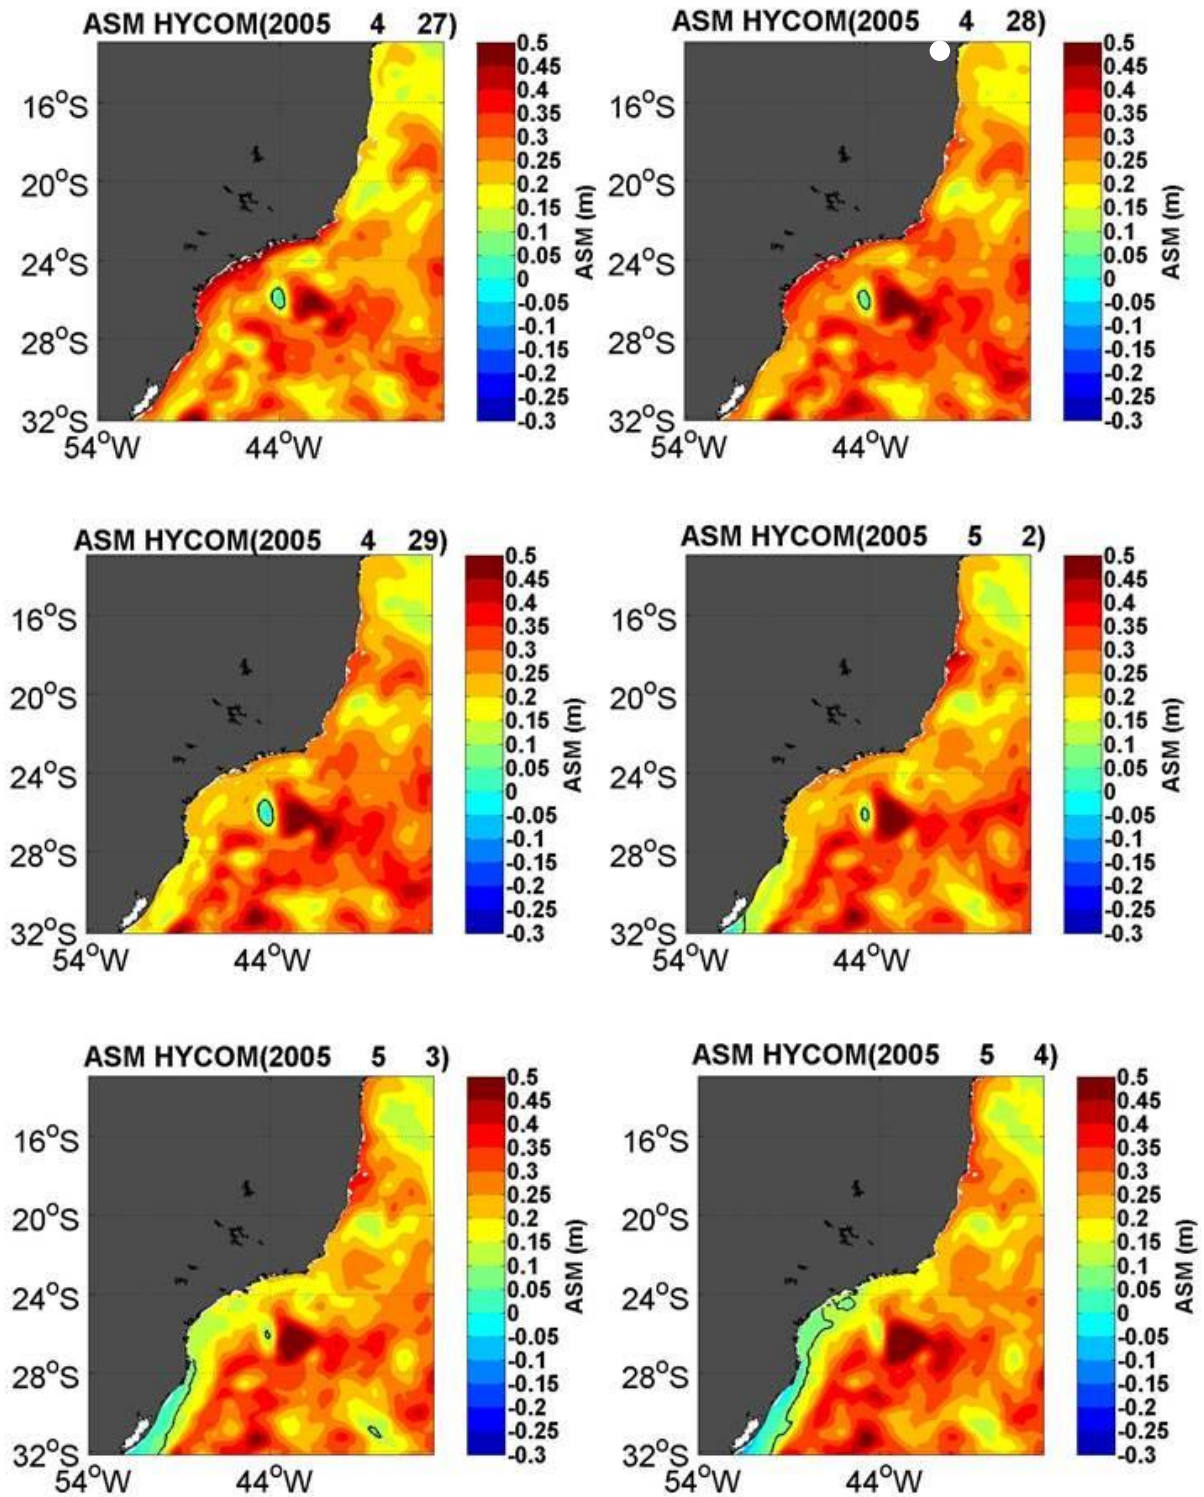 ASM HYCOM(2005 4 27)
16°S
20°S
24°S
28°S
32°S
54°W
44°W
0.5
0.45
0.4
0.35
0.3
0.25
0.2
0.15
0.1
0.05
0
-0.05
-0.1
-0.15
-0.2
-0.25
-0.3
ASM (m)
ASM HYCOM(2005 4 28)
16°S
20°S
24°S
28°S
32°S
54°W
44°W
0.5
0.45
0.4
0.35
0.3
0.25
0.2
0.15
0.1
0.05
0
-0.05
-0.1
-0.15
-0.2
-0.25
-0.3
ASM (m)
ASM HYCOM(2005 4 29)
16°S
20°S
24°S
28°S
32°S
54°W
44°W
0.5
0.45
0.4
0.35
0.3
0.25
0.2
0.15
0.1
0.05
0
-0.05
-0.1
-0.15
-0.2
-0.25
-0.3
ASM (m)
ASM HYCOM(2005 5 2)
16°S
20°S
24°S
28°S
32°S
54°W
44°W
0.5
0.45
0.4
0.35
0.3
0.25
0.2
0.15
0.1
0.05
0
-0.05
-0.1
-0.15
-0.2
-0.25
-0.3
ASM (m)
ASM HYCOM(2005 5 3)
16°S
20°S
24°S
28°S
32°S
54°W
44°W
0.5
0.45
0.4
0.35
0.3
0.25
0.2
0.15
0.1
0.05
0
-0.05
-0.1
-0.15
-0.2
-0.25
-0.3
ASM (m)
ASM HYCOM(2005 5 4)
16°S
20°S
24°S
28°S
32°S
54°W
44°W
0.5
0.45
0.4
0.35
0.3
0.25
0.2
0.15
0.1
0.05
0
-0.05
-0.1
-0.15
-0.2
-0.25
-0.3
ASM (m)